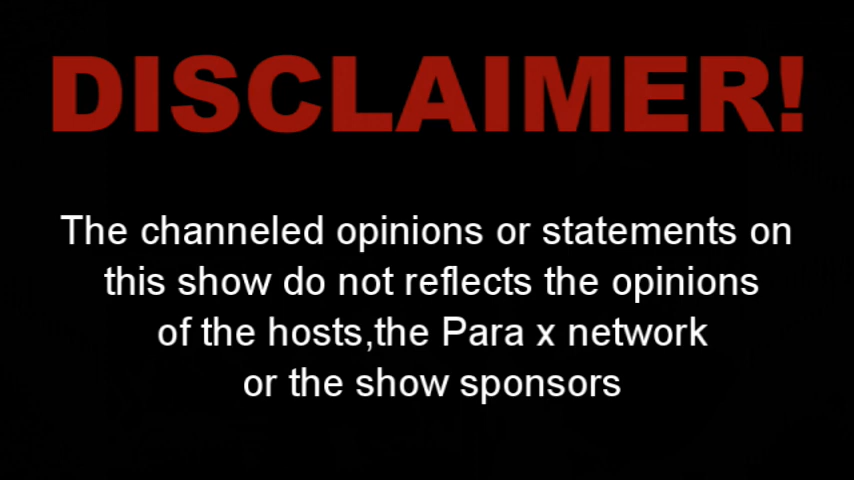 DISCLAIMER!
The channeled opinions or statements on
this show do not reflects the opinions
of the hosts,the Para x network
or the show sponsors